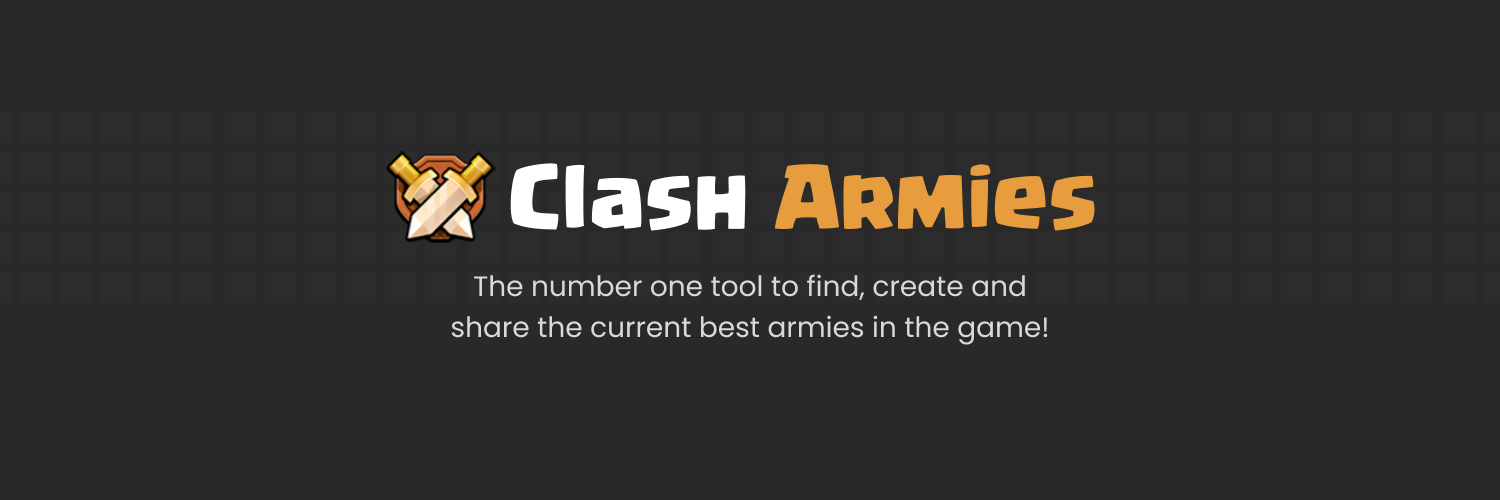 Clash Armies
The number one tool to find, create and
share the current best armies in the game!